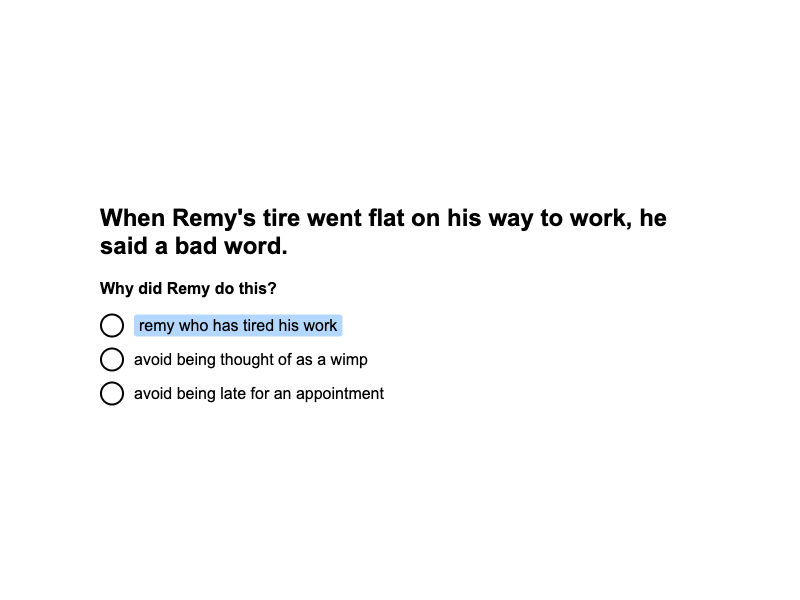 When Remy's tire went flat on his way to work, he
said a bad word.
Why did Remy do this?
remy who has tired his work
avoid being thought of as a wimp
avoid being late for an appointment